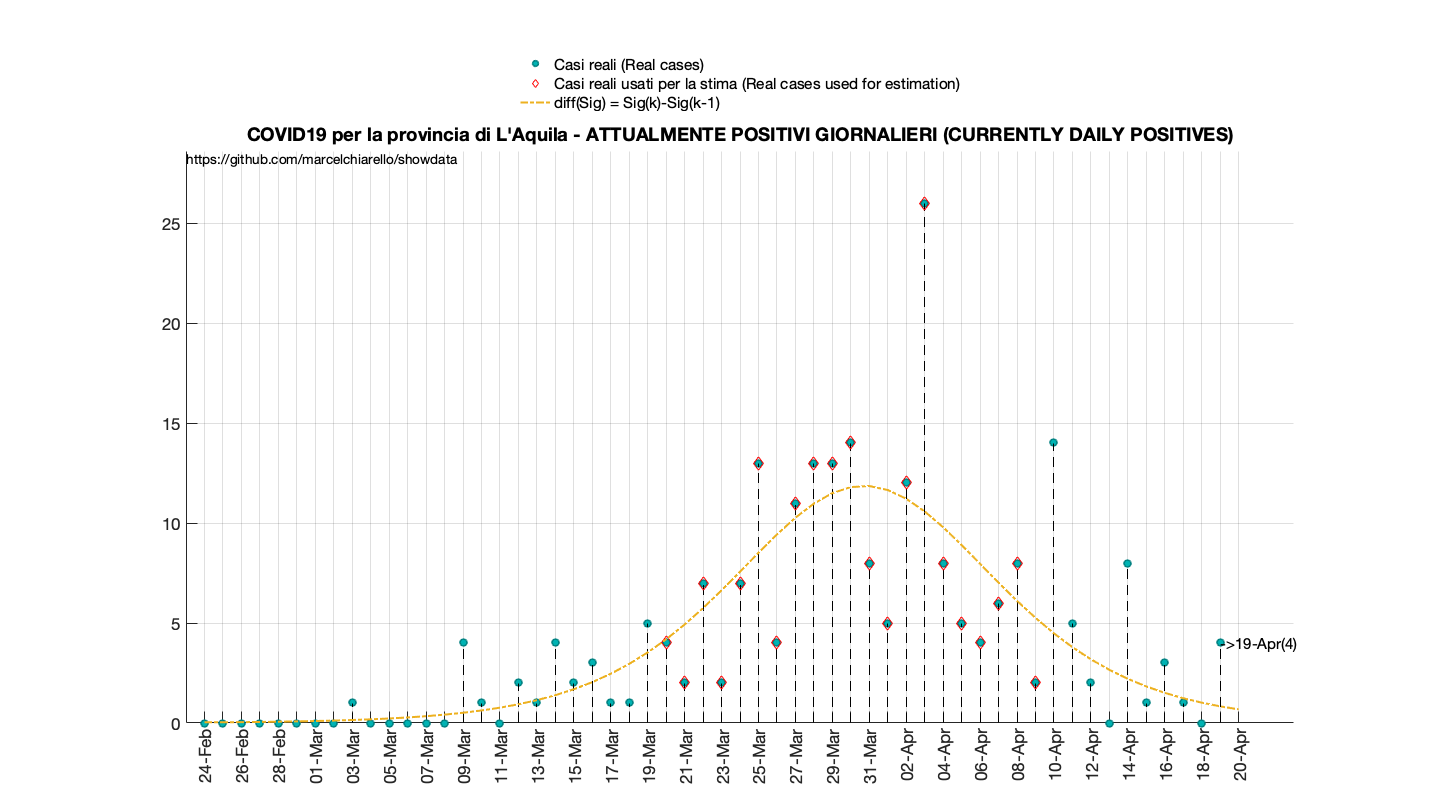 Casi reali (Real cases)
Casi reali usati per la stima (Real cases used for estimation)
diff(Sig) = Sig(k)-Sig(k-1)
COVID19 per la provincia di L'Aquila - ATTUALMENTE POSITIVI GIORNALIERI (CURRENTLY DAILY POSITIVES)
https://github.com/marcelchiarello/showdata
25
20
15
10
5
0
->19-Apr(4)
24-Feb
26-Feb
28-Feb
01-Mar
03-Mar
05-Mar
07-Mar
09-Mar
11-Mar
13-Mar
15-Mar
17-Mar
19-Mar
21-Mar
23-Mar
25-Mar
27-Mar
29-Mar
31-Mar
02-Apr
04-Apr
06-Apr
08-Apr
10-Apr
12-Apr
14-Apr
16-Apr
18-Apr
20-Apr